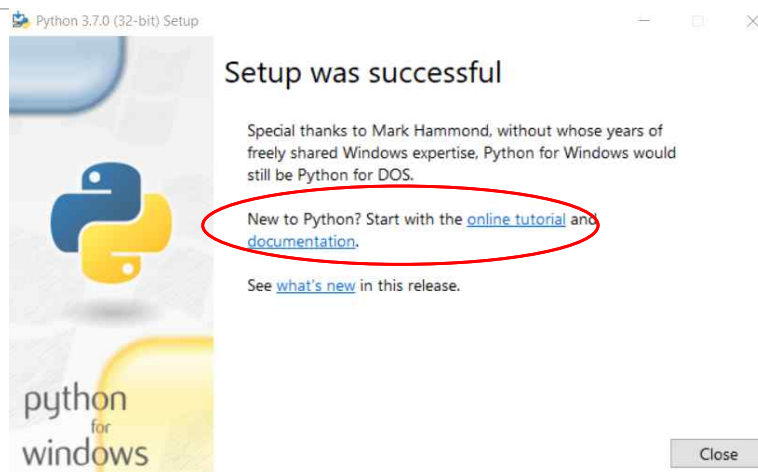 Python 3.7.0 (32-bit) Setup
Setup was successful
Special thanks to Mark Hammond, without whose years of
freely shared Windows expertise, Python for Windows would
still be Python for DOS.
New to Python? Start with the online tutorial and
documentation.
See what's new in this release.
python
for
windows
Close